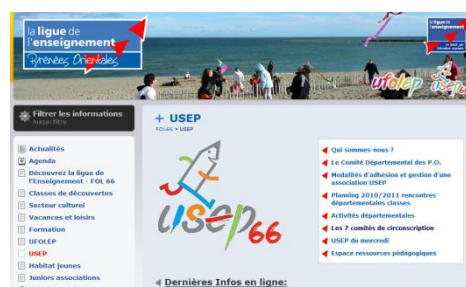 la ligue de
l'enseignement
Pyrénées Orientales
la ligue de
l'enseignement
ufolep
usep
Filtrer les informations
Aucun filtre
Actualités
Agenda
Découvrez la ligue de
l'Enseignement - FOL 66
Classes de découvertes
Secteur culturel
Vacances et loisirs
Formation
UFOLEP
USEP
Habitat jeunes
Juniors associations
+ USEP
FOL66 > USEP
usep 66
Qui sommes-nous ?
Le Comité Départemental des P.O.
Modalités d'adhésion et gestion d'une
association USEP
Planning 2010/2011 rencontres
départementales classes
Activités départementales
Les 7 comités de circonscription
USEP du mercredi
Espace ressources pédagogiques
Dernières Infos en ligne: